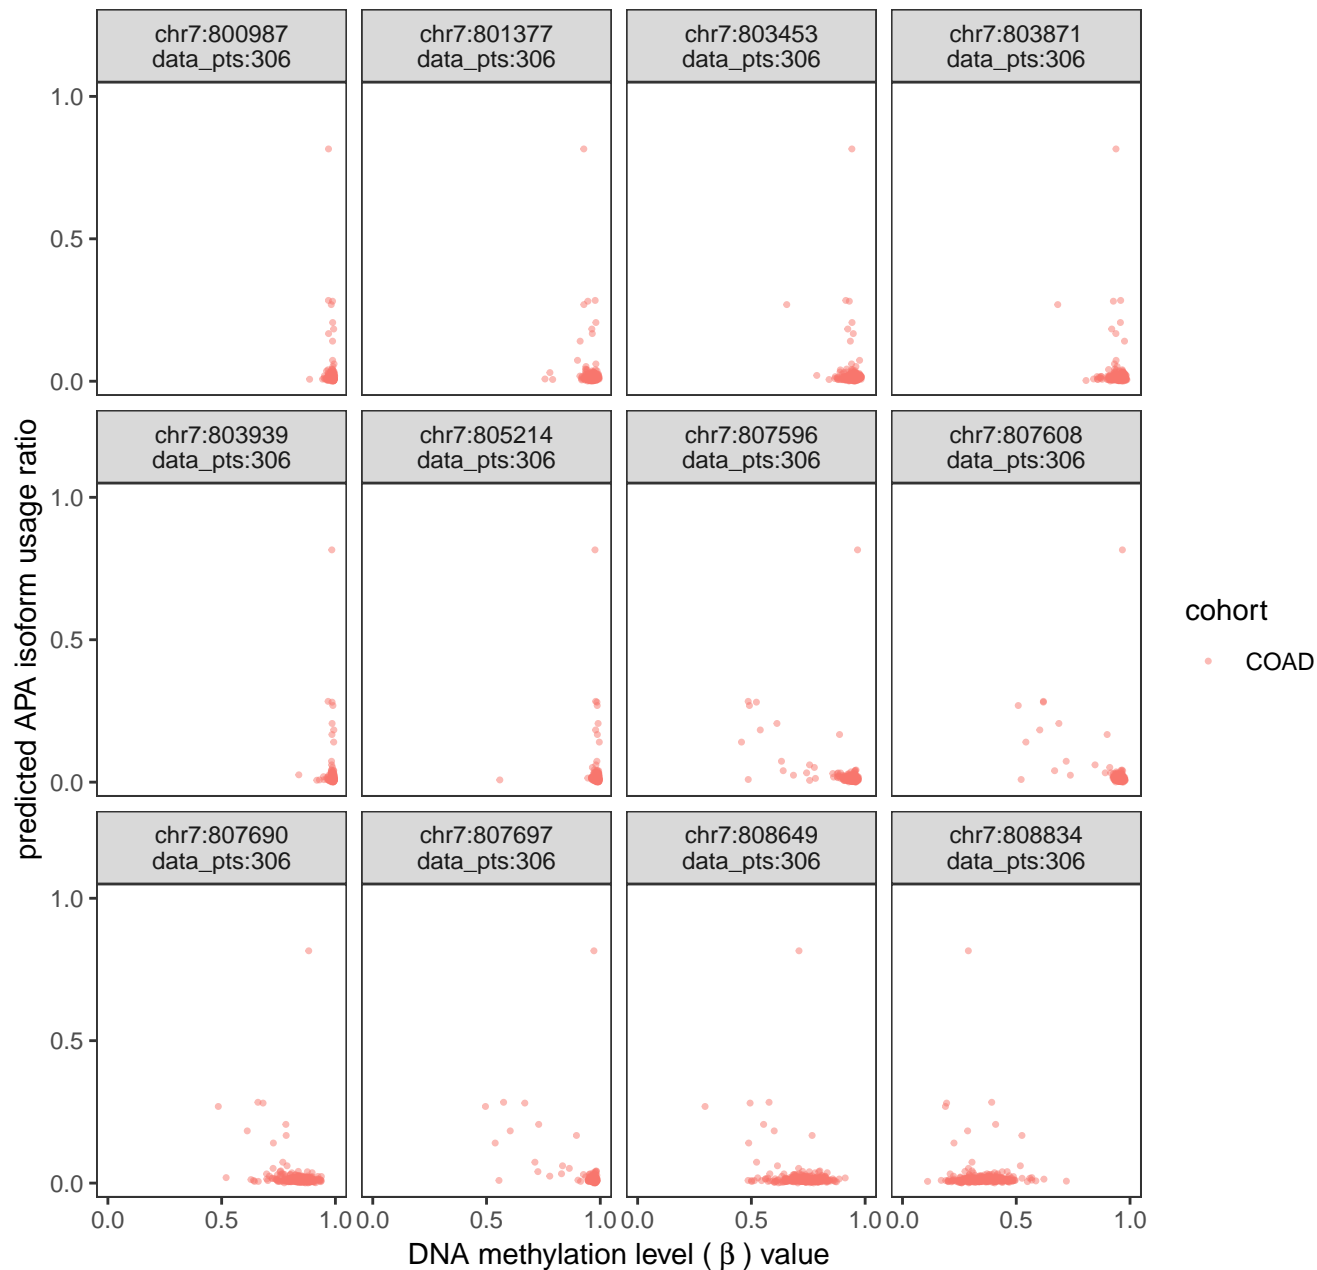 chr7:800987
data_pts:306
chr7:801377
data_pts:306
chr7:803453
data_pts:306
chr7:803871
data_pts:306
1.0
0.5
0.0
chr7:803939
data_pts:306
chr7:805214
data_pts:306
chr7:807596
data_pts:306
chr7:807608
data_pts:306
1.0
0.5
0.0
chr7:807690
data_pts:306
chr7:807697
data_pts:306
chr7:808649
data_pts:306
chr7:808834
data_pts:306
1.0
0.5
0.0
0.0 0.5 1.0
0.0 0.5 1.0
0.0 0.5 1.0
0.0 0.5 1.0
DNA methylation level ( β ) value
predicted APA isoform usage ratio
cohort
COAD